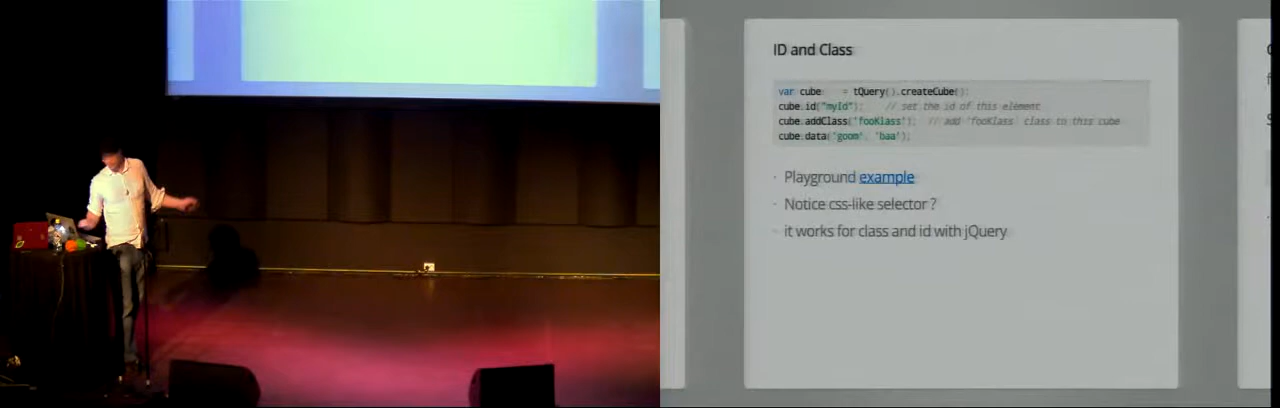 ID and Class
var cube = tQuery().createCube();
cube.id("myId"); // set the id of this element
cube.addClass('fooKlass'); // add 'fooKlass' class to this cube
cube.data('goom', 'baa');
· Playground example
· Notice css-like selector ?
· it works for class and id with jQuery